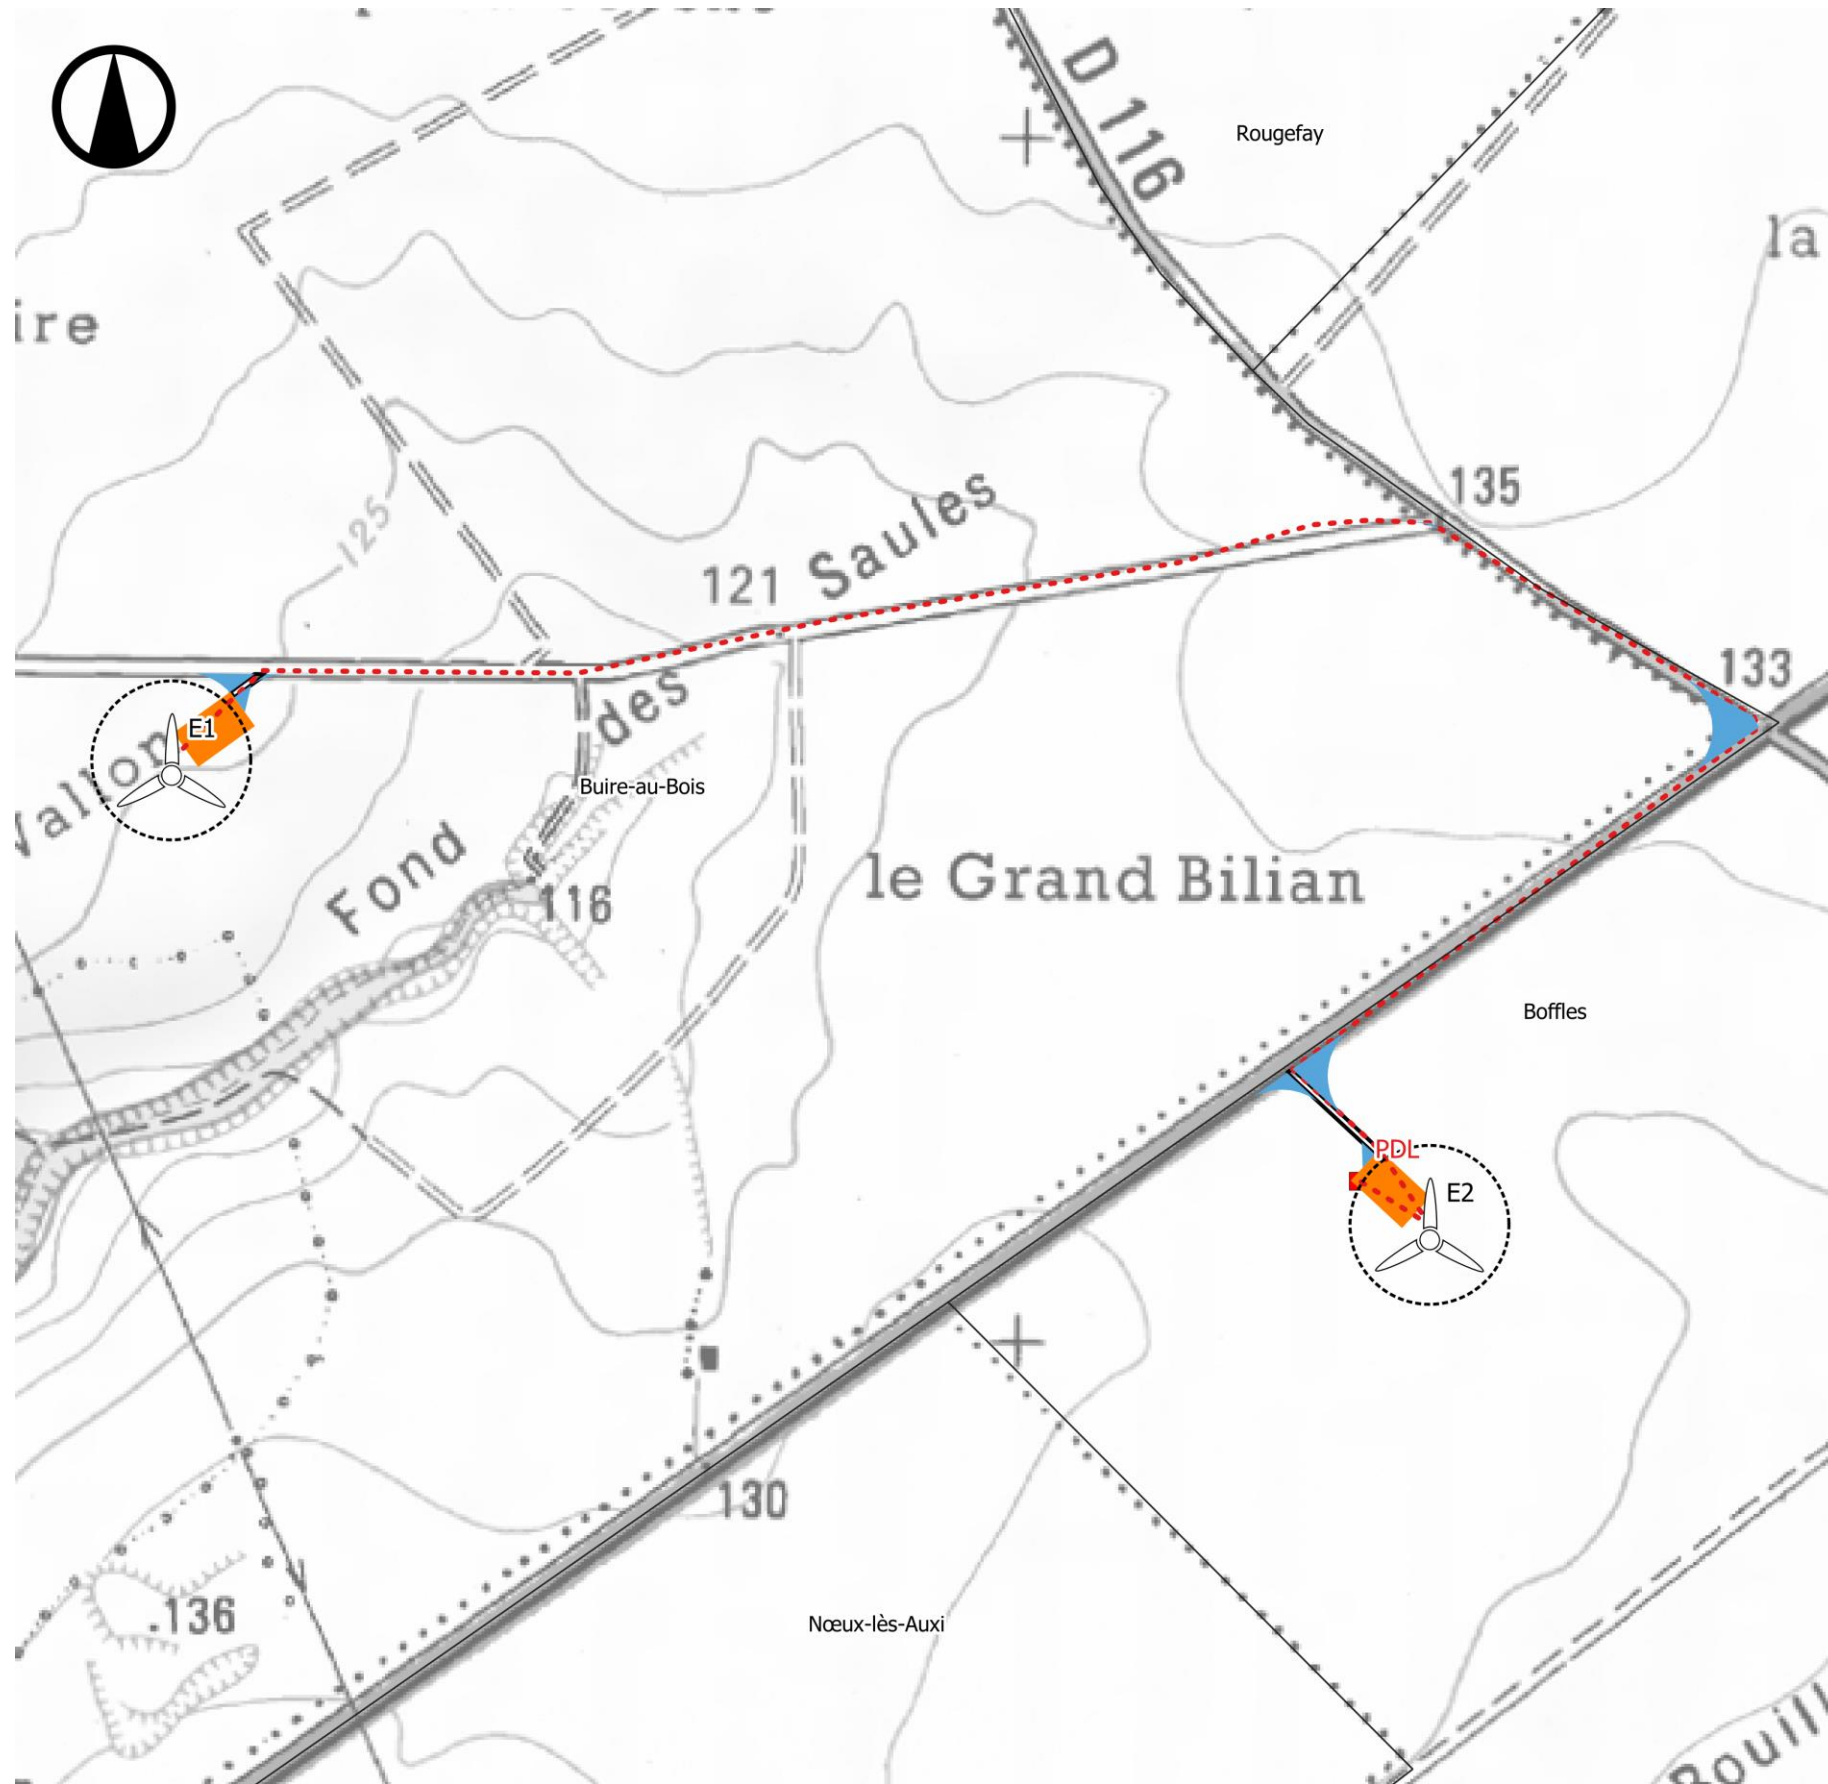 D 116
Rougefay
la
ire
135
125
121
Saules
133
des
E1
Vallon
Buire-au-Bois
Fond
le Grand Bilian
116
Boffles
PDL
E2
130
136
Nœux-lès-Auxi
Bouill